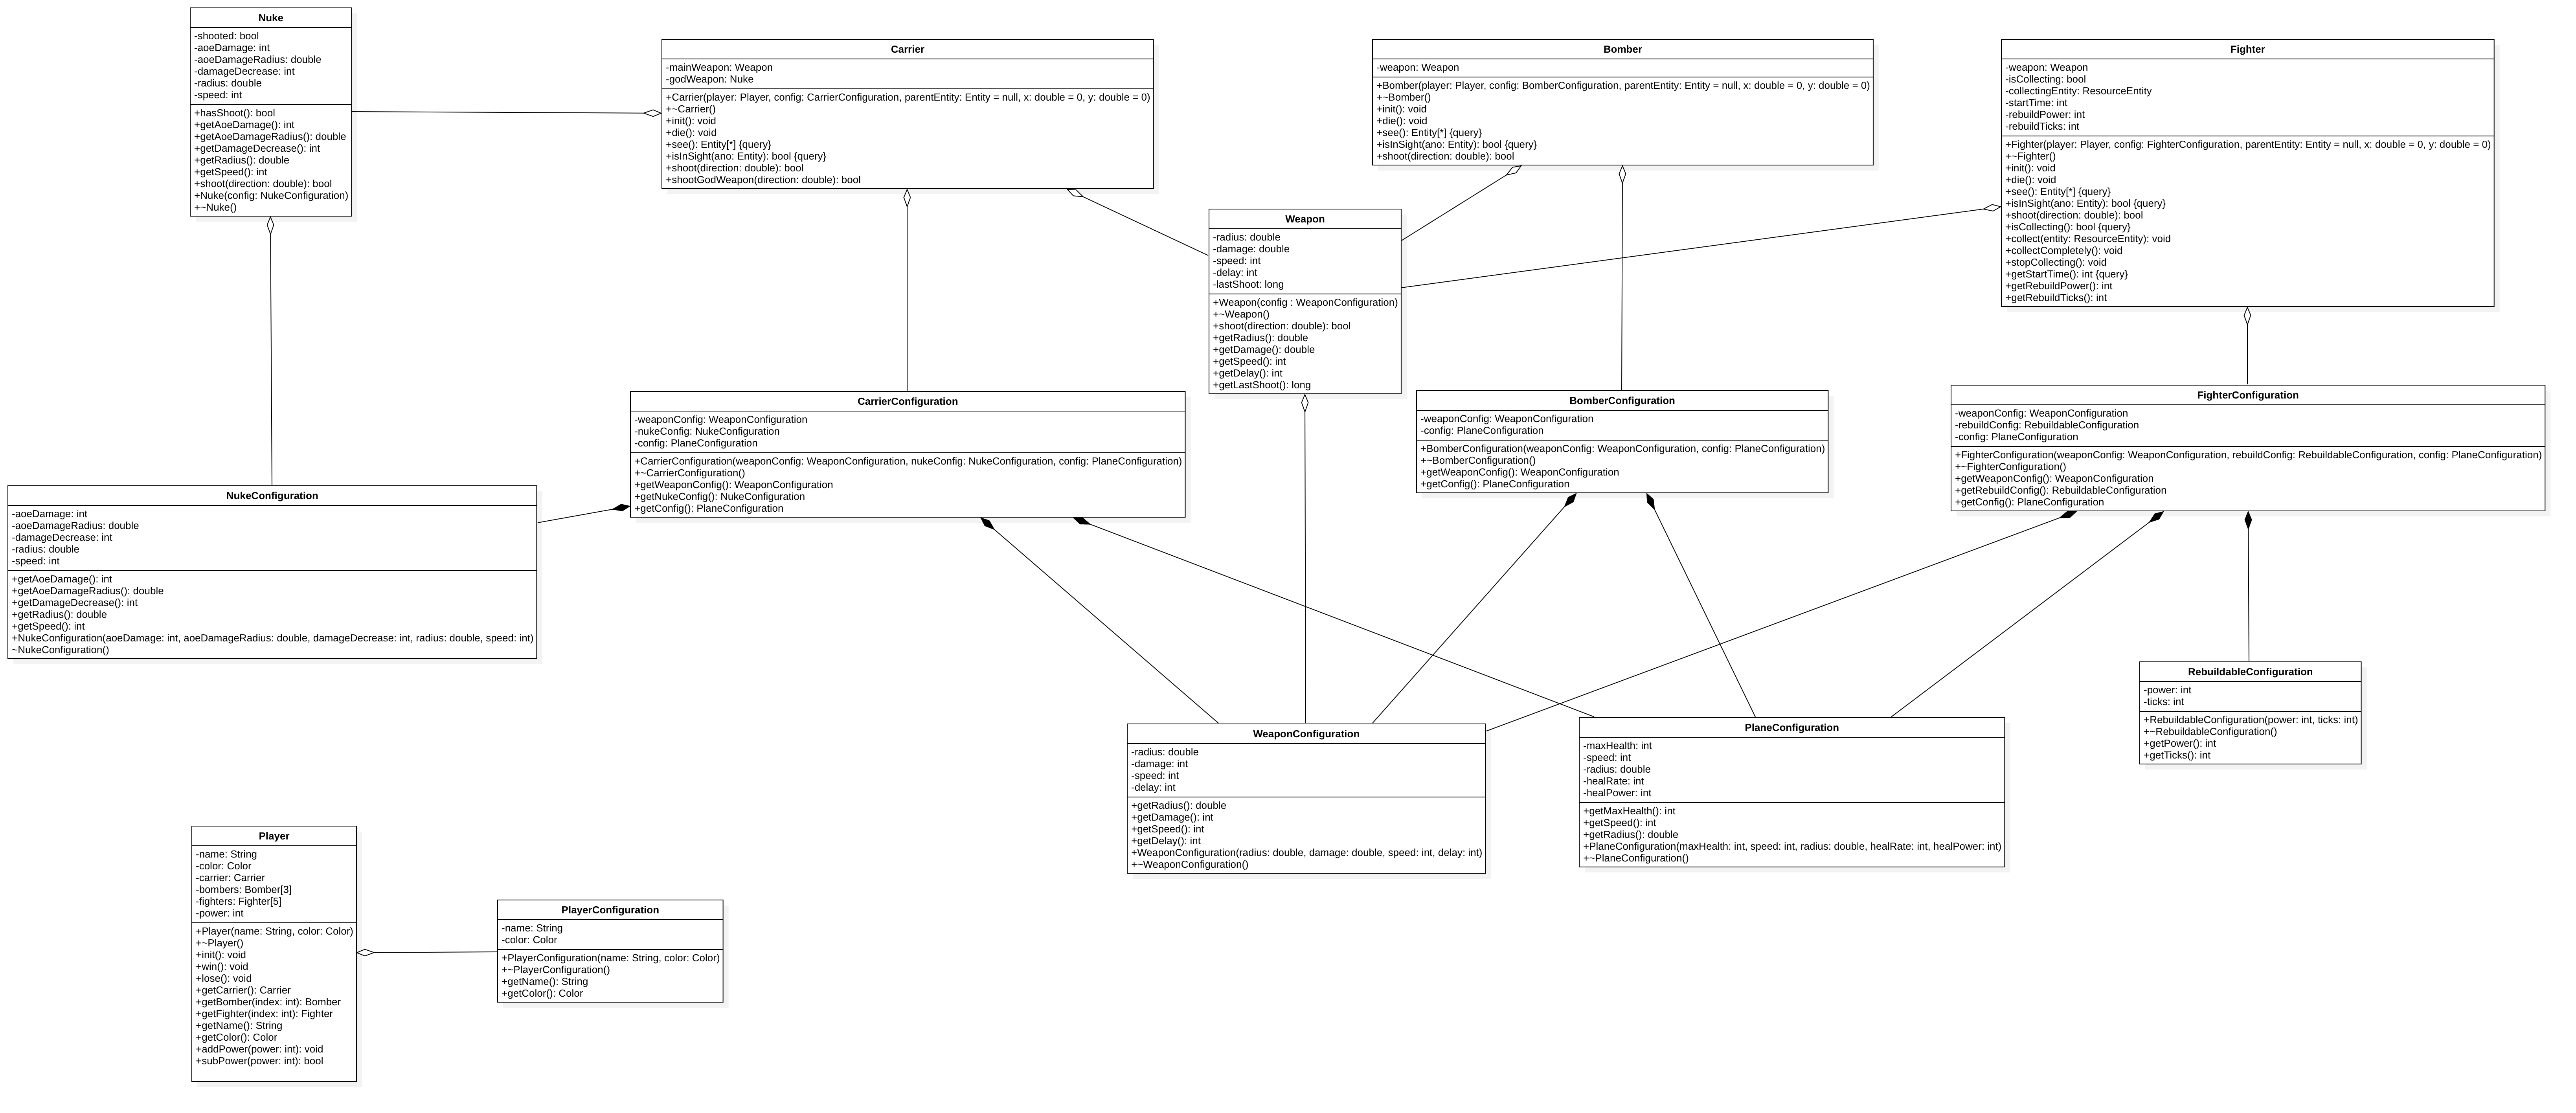 Nuke
-shooted: bool
-aoeDamage: int
-aoeDamageRadius: double
-damageDecrease: int
-radius: double
-speed: int
+hasShoot(): bool
+getAoeDamage(): int
+getAoeDamageRadius(): double
+getDamageDecrease(): int
+getRadius(): double
+getSpeed(): int
+shoot(direction: double): bool
+Nuke(config: NukeConfiguration)
+~Nuke()
Carrier
-mainWeapon: Weapon
-godWeapon: Nuke
+Carrier(player: Player, config: CarrierConfiguration, parentEntity: Entity = null, x: double = 0, y: double = 0)
+~Carrier()
+init(): void
+die(): void
+see(): Entity[*] {query}
+isInSight(ano: Entity): bool {query}
+shoot(direction: double): bool
+shootGodWeapon(direction: double): bool
Bomber
-weapon: Weapon
+Bomber(player: Player, config: BomberConfiguration, parentEntity: Entity = null, x: double = 0, y: double = 0)
+~Bomber()
+init(): void
+die(): void
+see(): Entity[*] {query}
+isInSight(ano: Entity): bool {query}
+shoot(direction: double): bool
Fighter
-weapon: Weapon
-isCollecting: bool
-collectingEntity: ResourceEntity
-startTime: int
-rebuildPower: int
-rebuildTicks: int
+Fighter(player: Player, config: FighterConfiguration, parentEntity: Entity = null, x: double = 0, y: double = 0)
+~Fighter()
+init(): void
+die(): void
+see(): Entity[*] {query}
+isInSight(ano: Entity): bool {query}
+shoot(direction: double): bool
+isCollecting(): bool {query}
+collect(entity: ResourceEntity): void
+collectCompletely(): void
+stopCollecting(): void
+getStartTime(): int {query}
+getRebuildPower(): int
+getRebuildTicks(): int
Weapon
-radius: double
-damage: double
-speed: int
-delay: int
-lastShoot: long
+Weapon(config : WeaponConfiguration)
+~Weapon()
+shoot(direction: double): bool
+getRadius(): double
+getDamage(): double
+getSpeed(): int
+getDelay(): int
+getLastShoot(): long
CarrierConfiguration
-weaponConfig: WeaponConfiguration
-nukeConfig: NukeConfiguration
-config: PlaneConfiguration
+CarrierConfiguration(weaponConfig: WeaponConfiguration, nukeConfig: NukeConfiguration, config: PlaneConfiguration)
+~CarrierConfiguration()
+getWeaponConfig(): WeaponConfiguration
+getNukeConfig(): NukeConfiguration
+getConfig(): PlaneConfiguration
BomberConfiguration
-weaponConfig: WeaponConfiguration
-config: PlaneConfiguration
+BomberConfiguration(weaponConfig: WeaponConfiguration, config: PlaneConfiguration)
+~BomberConfiguration()
+getWeaponConfig(): WeaponConfiguration
+getConfig(): PlaneConfiguration
FighterConfiguration
-weaponConfig: WeaponConfiguration
-rebuildConfig: RebuildableConfiguration
-config: PlaneConfiguration
+FighterConfiguration(weaponConfig: WeaponConfiguration, rebuildConfig: RebuildableConfiguration, config: PlaneConfiguration)
+~FighterConfiguration()
+getWeaponConfig(): WeaponConfiguration
+getRebuildConfig(): RebuildableConfiguration
+getConfig(): PlaneConfiguration
NukeConfiguration
-aoeDamage: int
-aoeDamageRadius: double
-damageDecrease: int
-radius: double
-speed: int
+getAoeDamage(): int
+getAoeDamageRadius(): double
+getDamageDecrease(): int
+getRadius(): double
+getSpeed(): int
+NukeConfiguration(aoeDamage: int, aoeDamageRadius: double, damageDecrease: int, radius: double, speed: int)
~NukeConfiguration()
RebuildableConfiguration
-power: int
-ticks: int
+RebuildableConfiguration(power: int, ticks: int)
+~RebuildableConfiguration()
+getPower(): int
+getTicks(): int
WeaponConfiguration
-radius: double
-damage: int
-speed: int
-delay: int
+getRadius(): double
+getDamage(): int
+getSpeed(): int
+getDelay(): int
+WeaponConfiguration(radius: double, damage: double, speed: int, delay: int)
+~WeaponConfiguration()
PlaneConfiguration
-maxHealth: int
-speed: int
-radius: double
-healRate: int
-healPower: int
+getMaxHealth(): int
+getSpeed(): int
+getRadius(): double
+PlaneConfiguration(maxHealth: int, speed: int, radius: double, healRate: int, healPower: int)
+~PlaneConfiguration()
Player
-name: String
-color: Color
-carrier: Carrier
-bombers: Bomber[3]
-fighters: Fighter[5]
-power: int
+Player(name: String, color: Color)
+~Player()
+init(): void
+win(): void
+lose(): void
+getCarrier(): Carrier
+getBomber(index: int): Bomber
+getFighter(index: int): Fighter
+getName(): String
+getColor(): Color
+addPower(power: int): void
+subPower(power: int): bool
PlayerConfiguration
-name: String
-color: Color
+PlayerConfiguration(name: String, color: Color)
+~PlayerConfiguration()
+getName(): String
+getColor(): Color